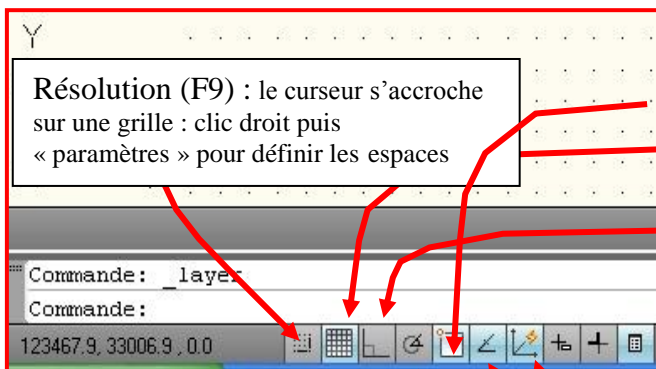 Y
Résolution (F9) : le curseur s’accroche
sur une grille : clic droit puis
« paramètres » pour définir les espaces
Commande: _layer
Commande:
123467.9, 33006.9 , 0.0